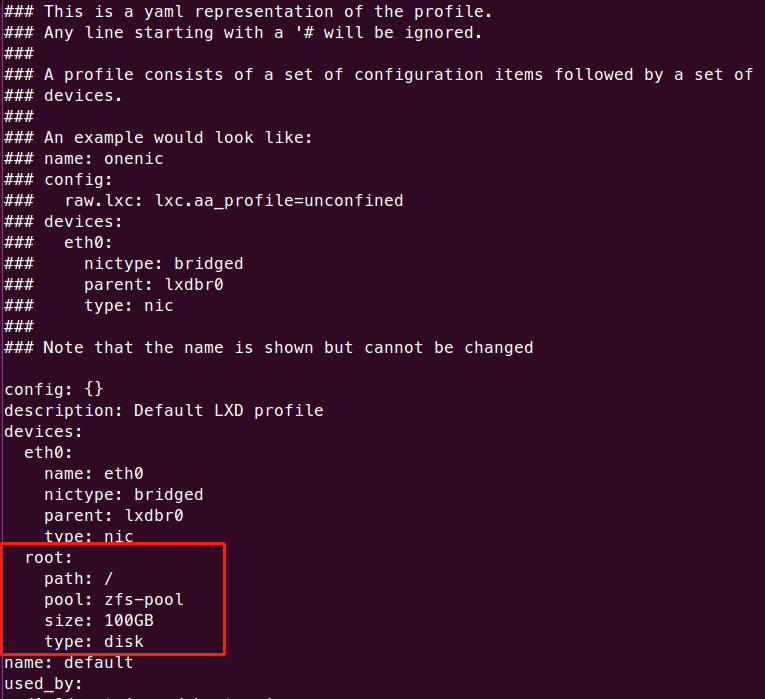 ### This is a yaml representation of the profile.
### Any line starting with a '# will be ignored.
###
### A profile consists of a set of configuration items followed by a set of
### devices.
###
### An example would look like:
### name: onenic
### config:
###   raw.lxc: lxc.aa_profile=unconfined
### devices:
###   eth0:
###     nictype: bridged
###     parent: lxdbr0
###     type: nic
###
### Note that the name is shown but cannot be changed

config: {}
description: Default LXD profile
devices:
  eth0:
    name: eth0
    nictype: bridged
    parent: lxdbr0
    type: nic
  root:
    path: /
    pool: zfs-pool
    size: 100GB
    type: disk
name: default
used_by: